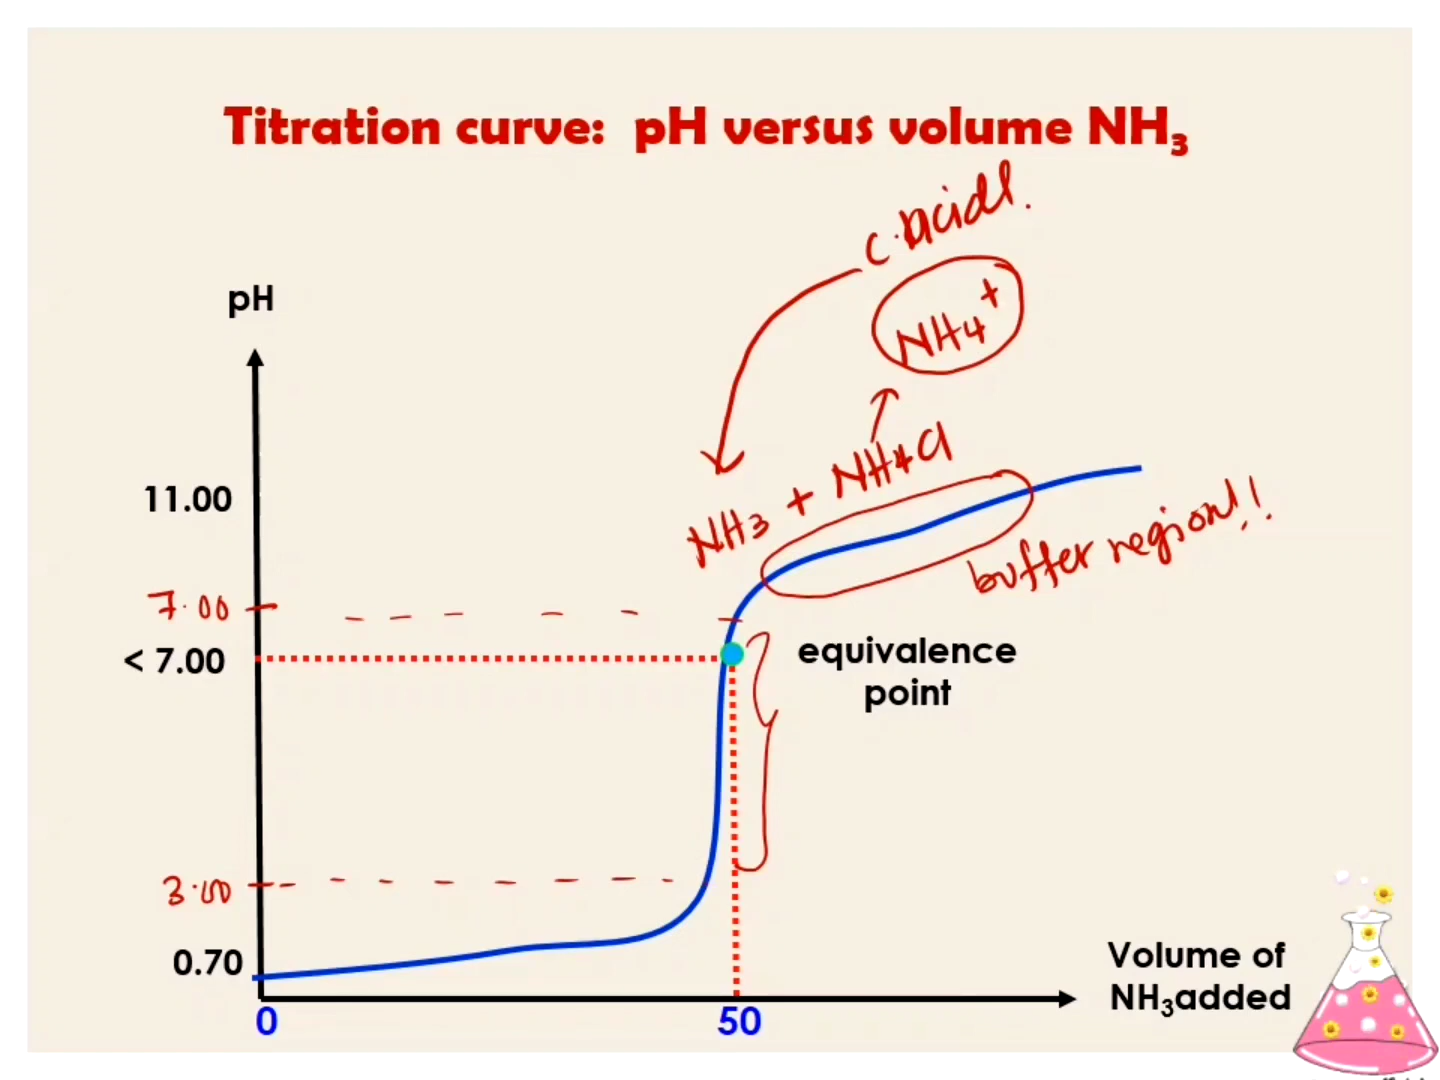 Titration curve: pH versus volume NH₃
c.acid!.
pH
NH4⁺
NH3 + NH4Cl
11.00
buffer region!!
7.00
< 7.00
equivalence
point
3.00
0.70
Volume of
NH₃added
0
50